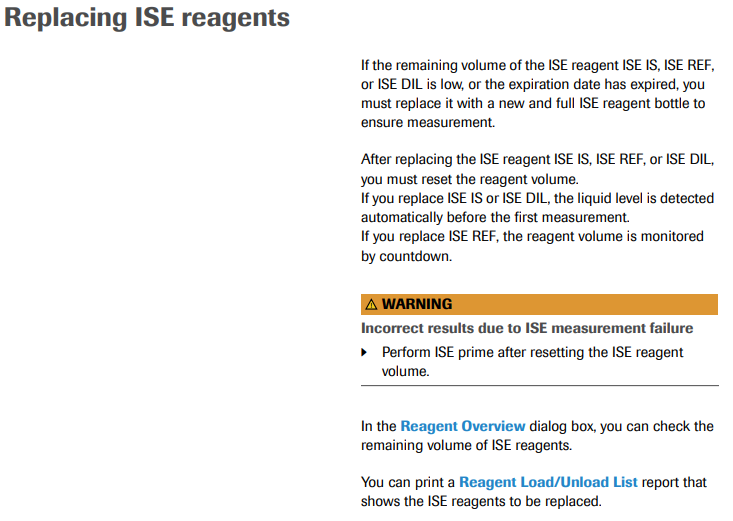 Replacing ISE reagents
If the remaining volume of the ISE reagent ISE IS, ISE REF,
or ISE DIL is low, or the expiration date has expired, you
must replace it with a new and full ISE reagent bottle to
ensure measurement.
After replacing the ISE reagent ISE IS, ISE REF, or ISE DIL,
you must reset the reagent volume.
If you replace ISE IS or ISE DIL, the liquid level is detected
automatically before the first measurement.
If you replace ISE REF, the reagent volume is monitored
by countdown.
WARNING
Incorrect results due to ISE measurement failure
Perform ISE prime after resetting the ISE reagent
volume.
In the Reagent Overview dialog box, you can check the
remaining volume of ISE reagents.
You can print a Reagent Load/Unload List report that
shows the ISE reagents to be replaced.